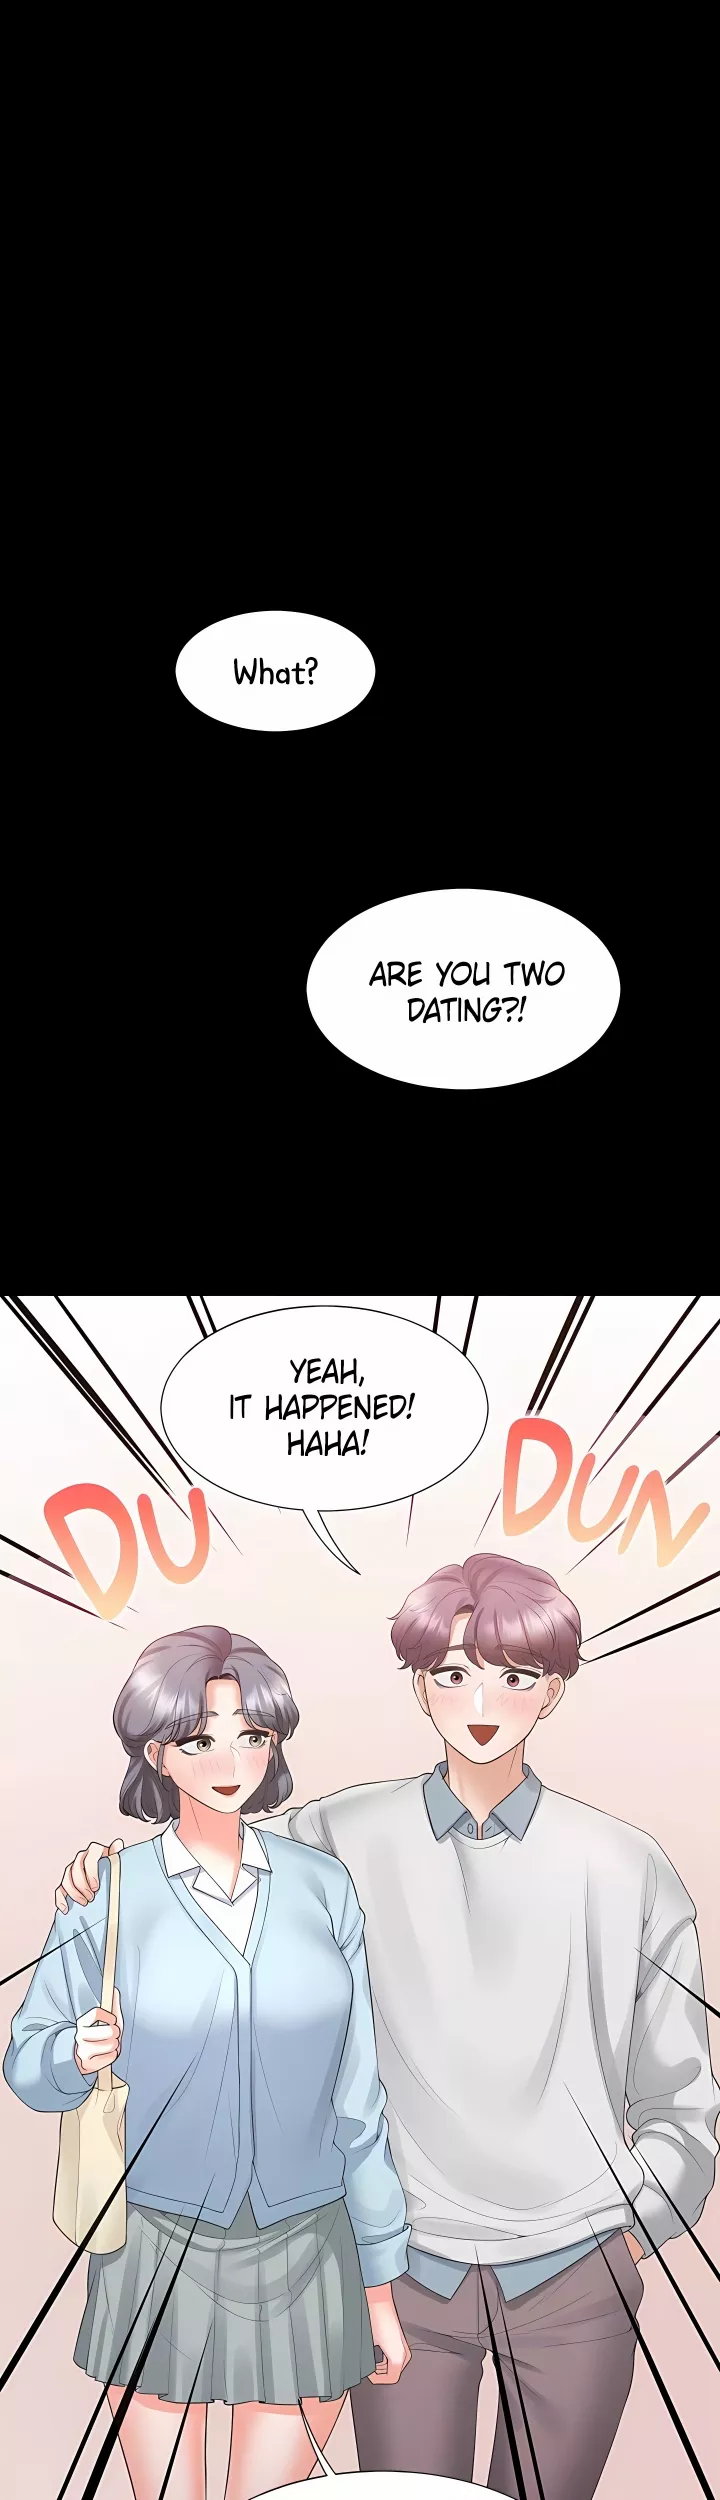 What?
ARE YOU TWO
DATING?!
YEAH,
IT HAPPENED!
HAHA!
DU DUN